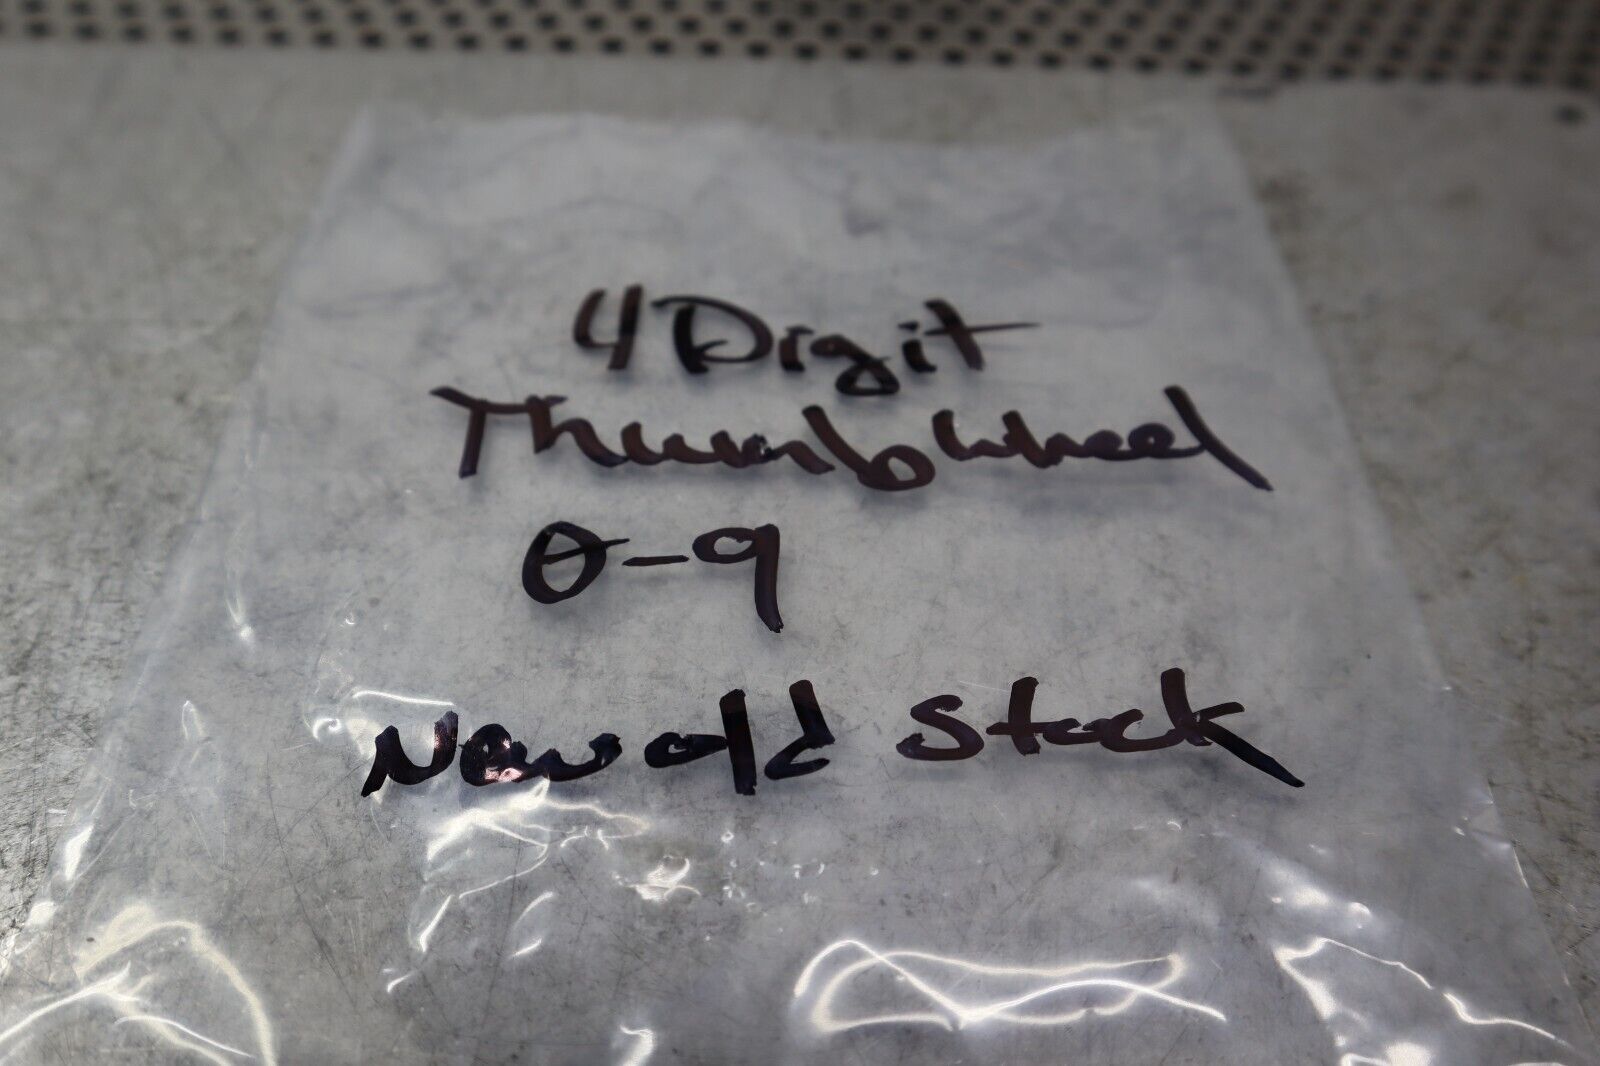 4 Digit
Thumbwheel
0-9
New old Stock